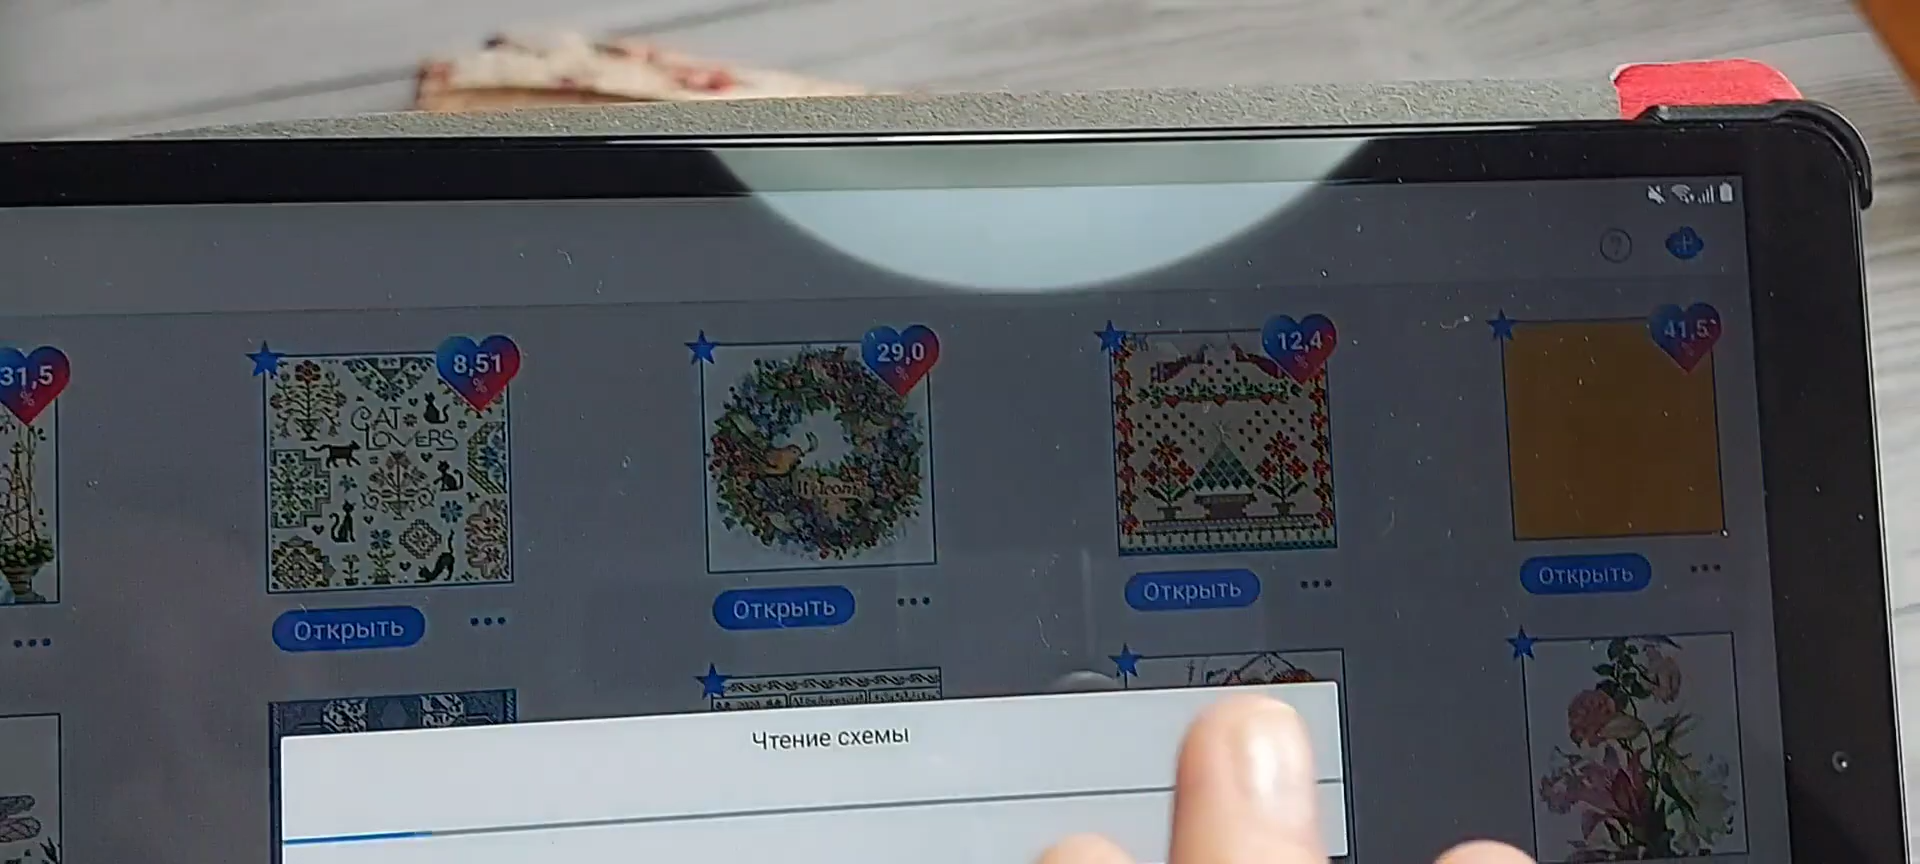 31,5
%
8,51
%
29,0
%
12,4
%
41,5
%
CAT
LOVERS
Welcome
Открыть
Открыть
Открыть
Открыть
Чтение схемы